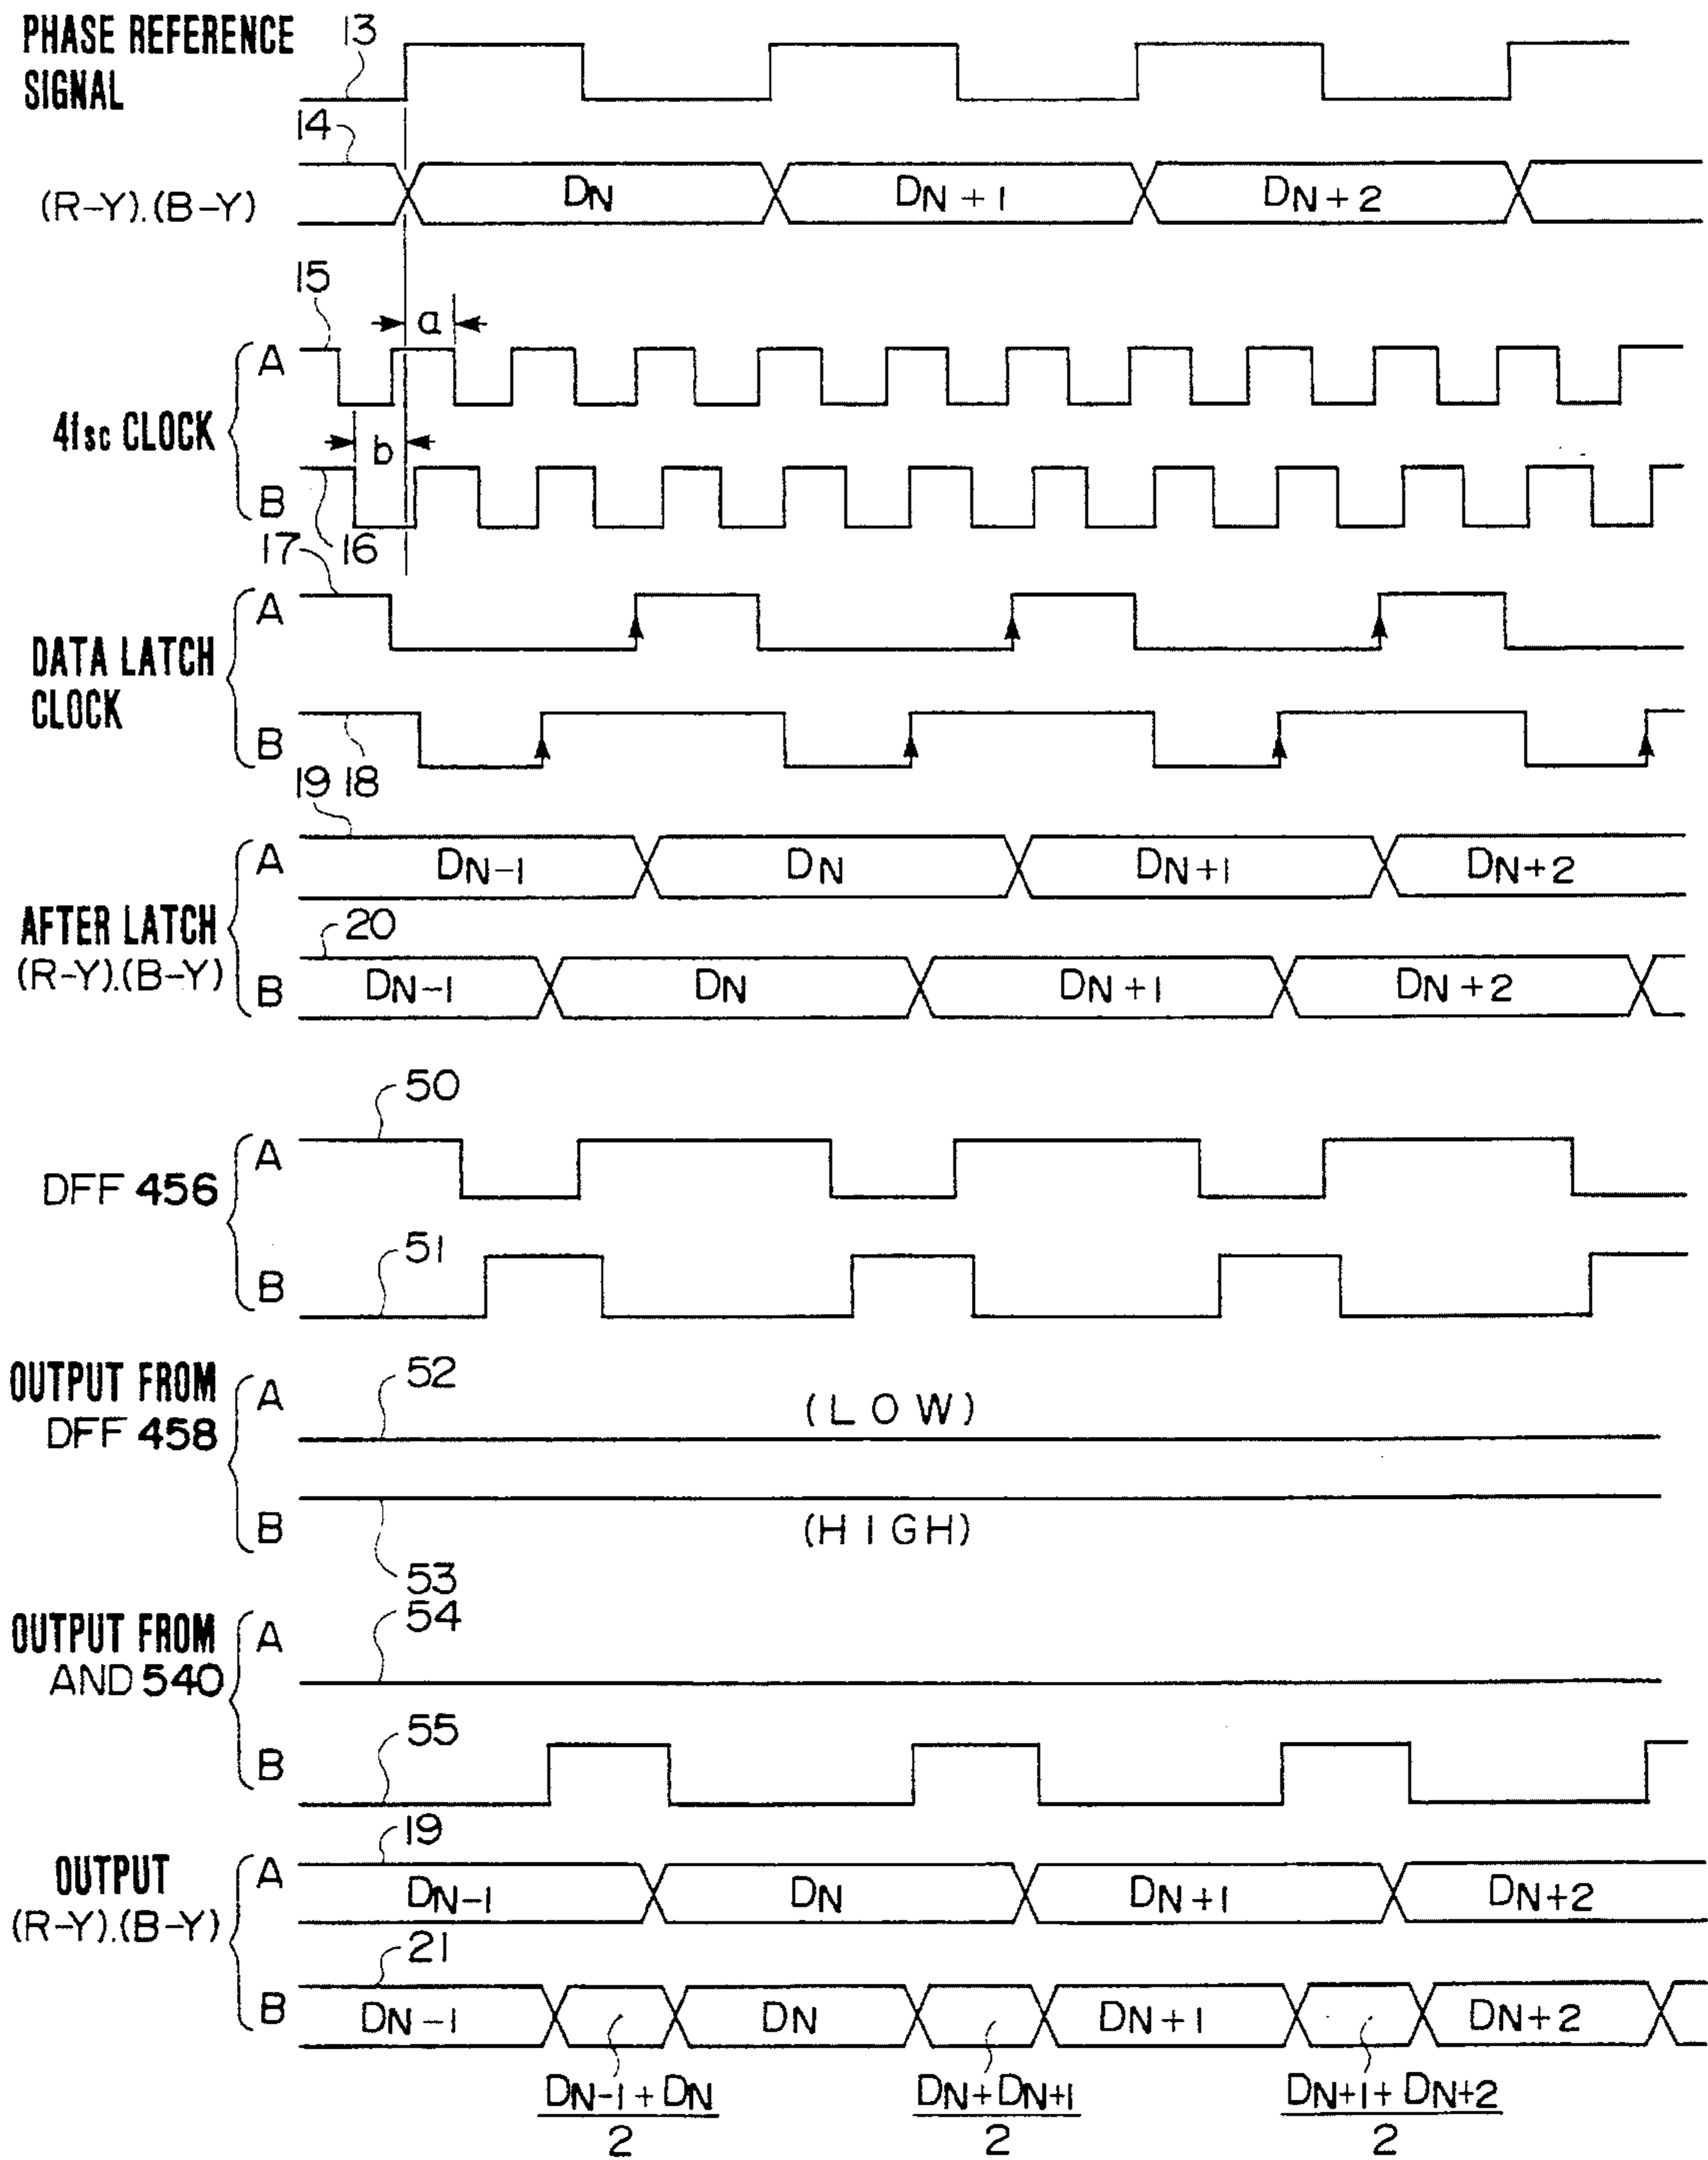 PHASE REFERENCE
SIGNAL
13
14
(R-Y).(B-Y)
DN
DN+1
DN+2
15
a
A
4fsc CLOCK
b
B
16
17
A
DATA LATCH
CLOCK
B
18
19
A
DN-1
DN
DN+1
DN+2
AFTER LATCH
(R-Y).(B-Y)
20
B
DN-1
DN
DN+1
DN+2
50
A
DFF 456
51
B
OUTPUT FROM
DFF 458
52
A
(LOW)
B
(HIGH)
53
54
OUTPUT FROM
AND 540
A
55
B
19
OUTPUT
(R-Y).(B-Y)
A
DN-1
DN
DN+1
DN+2
21
B
DN-1
DN
DN+1
DN+2
DN-1+DN
2
DN+DN+1
2
DN+1+DN+2
2